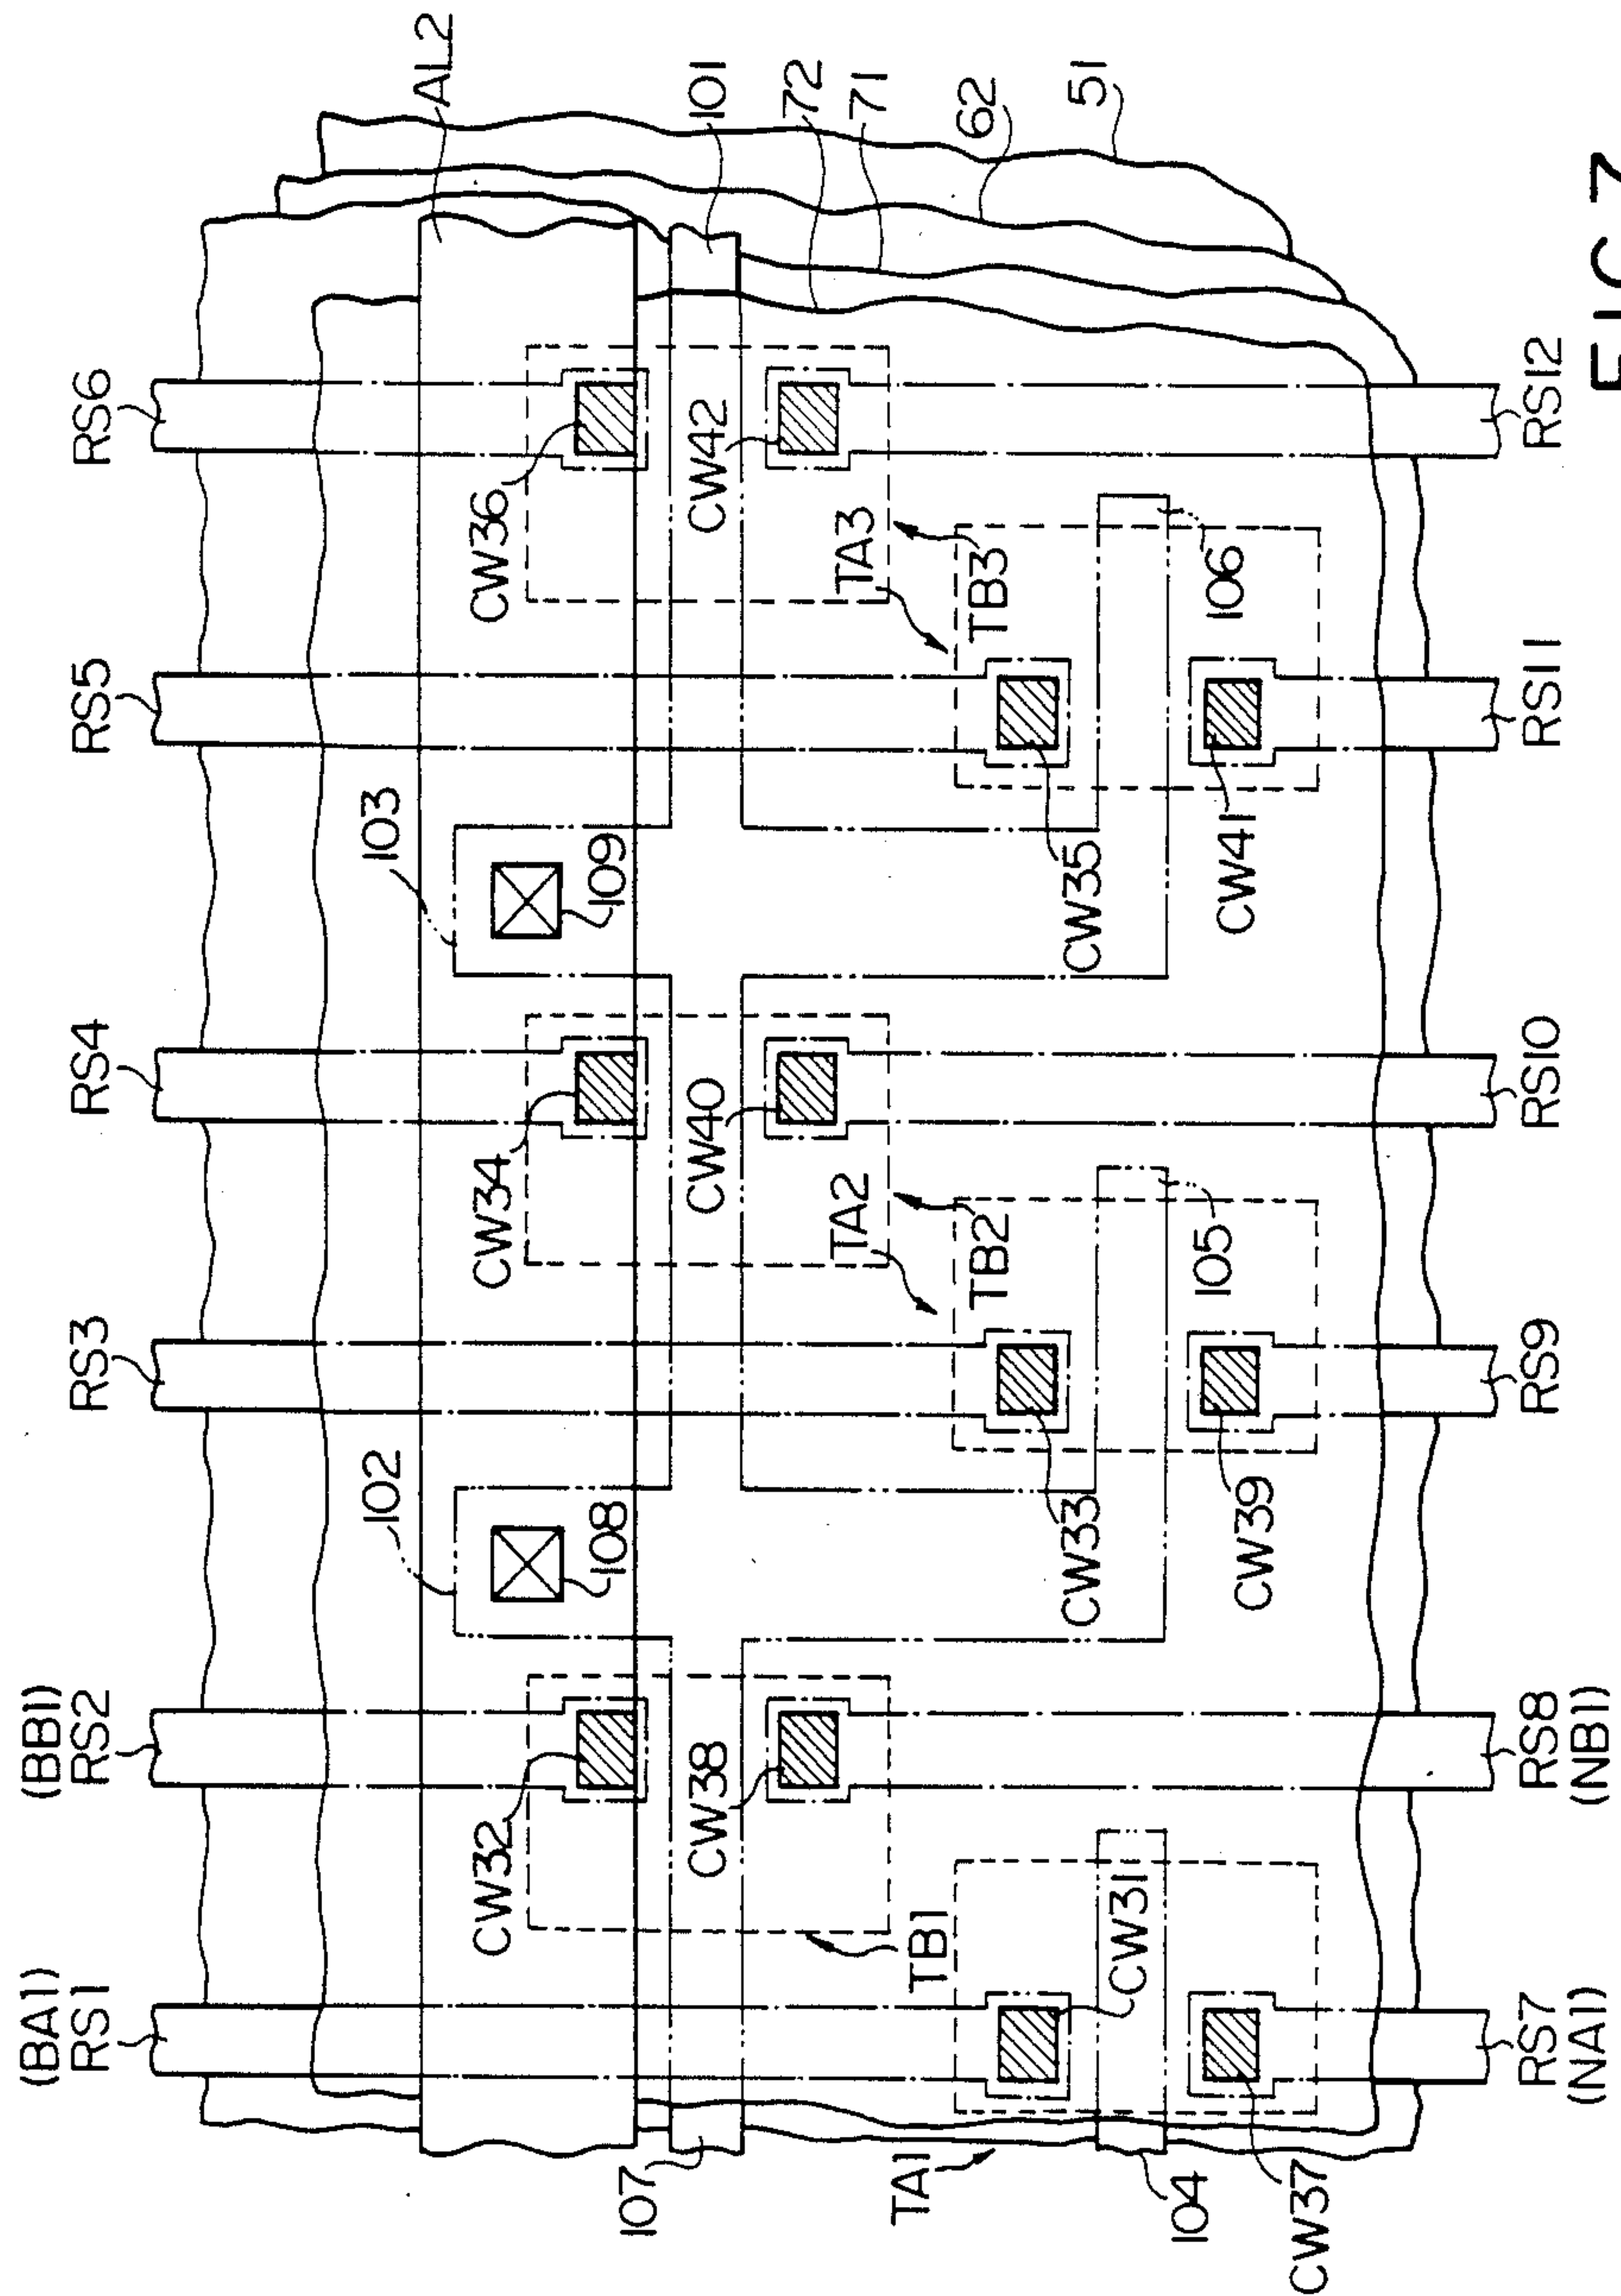 (BA1) (BB1)
RS1 RS2 RS3 RS4 RS5 RS6
AL2
102 103
CW32 CW34 CW36
108 109
107
CW38 CW40 CW42
101
TA1 TB1 TA2 TA3
72
71
TB2 TB3
62
CW33 CW35
51
CW31
104 105 106
CW37 CW39 CW41
RS7 RS8 RS9 RS10 RS11 RS12
(NA1) (NB1)